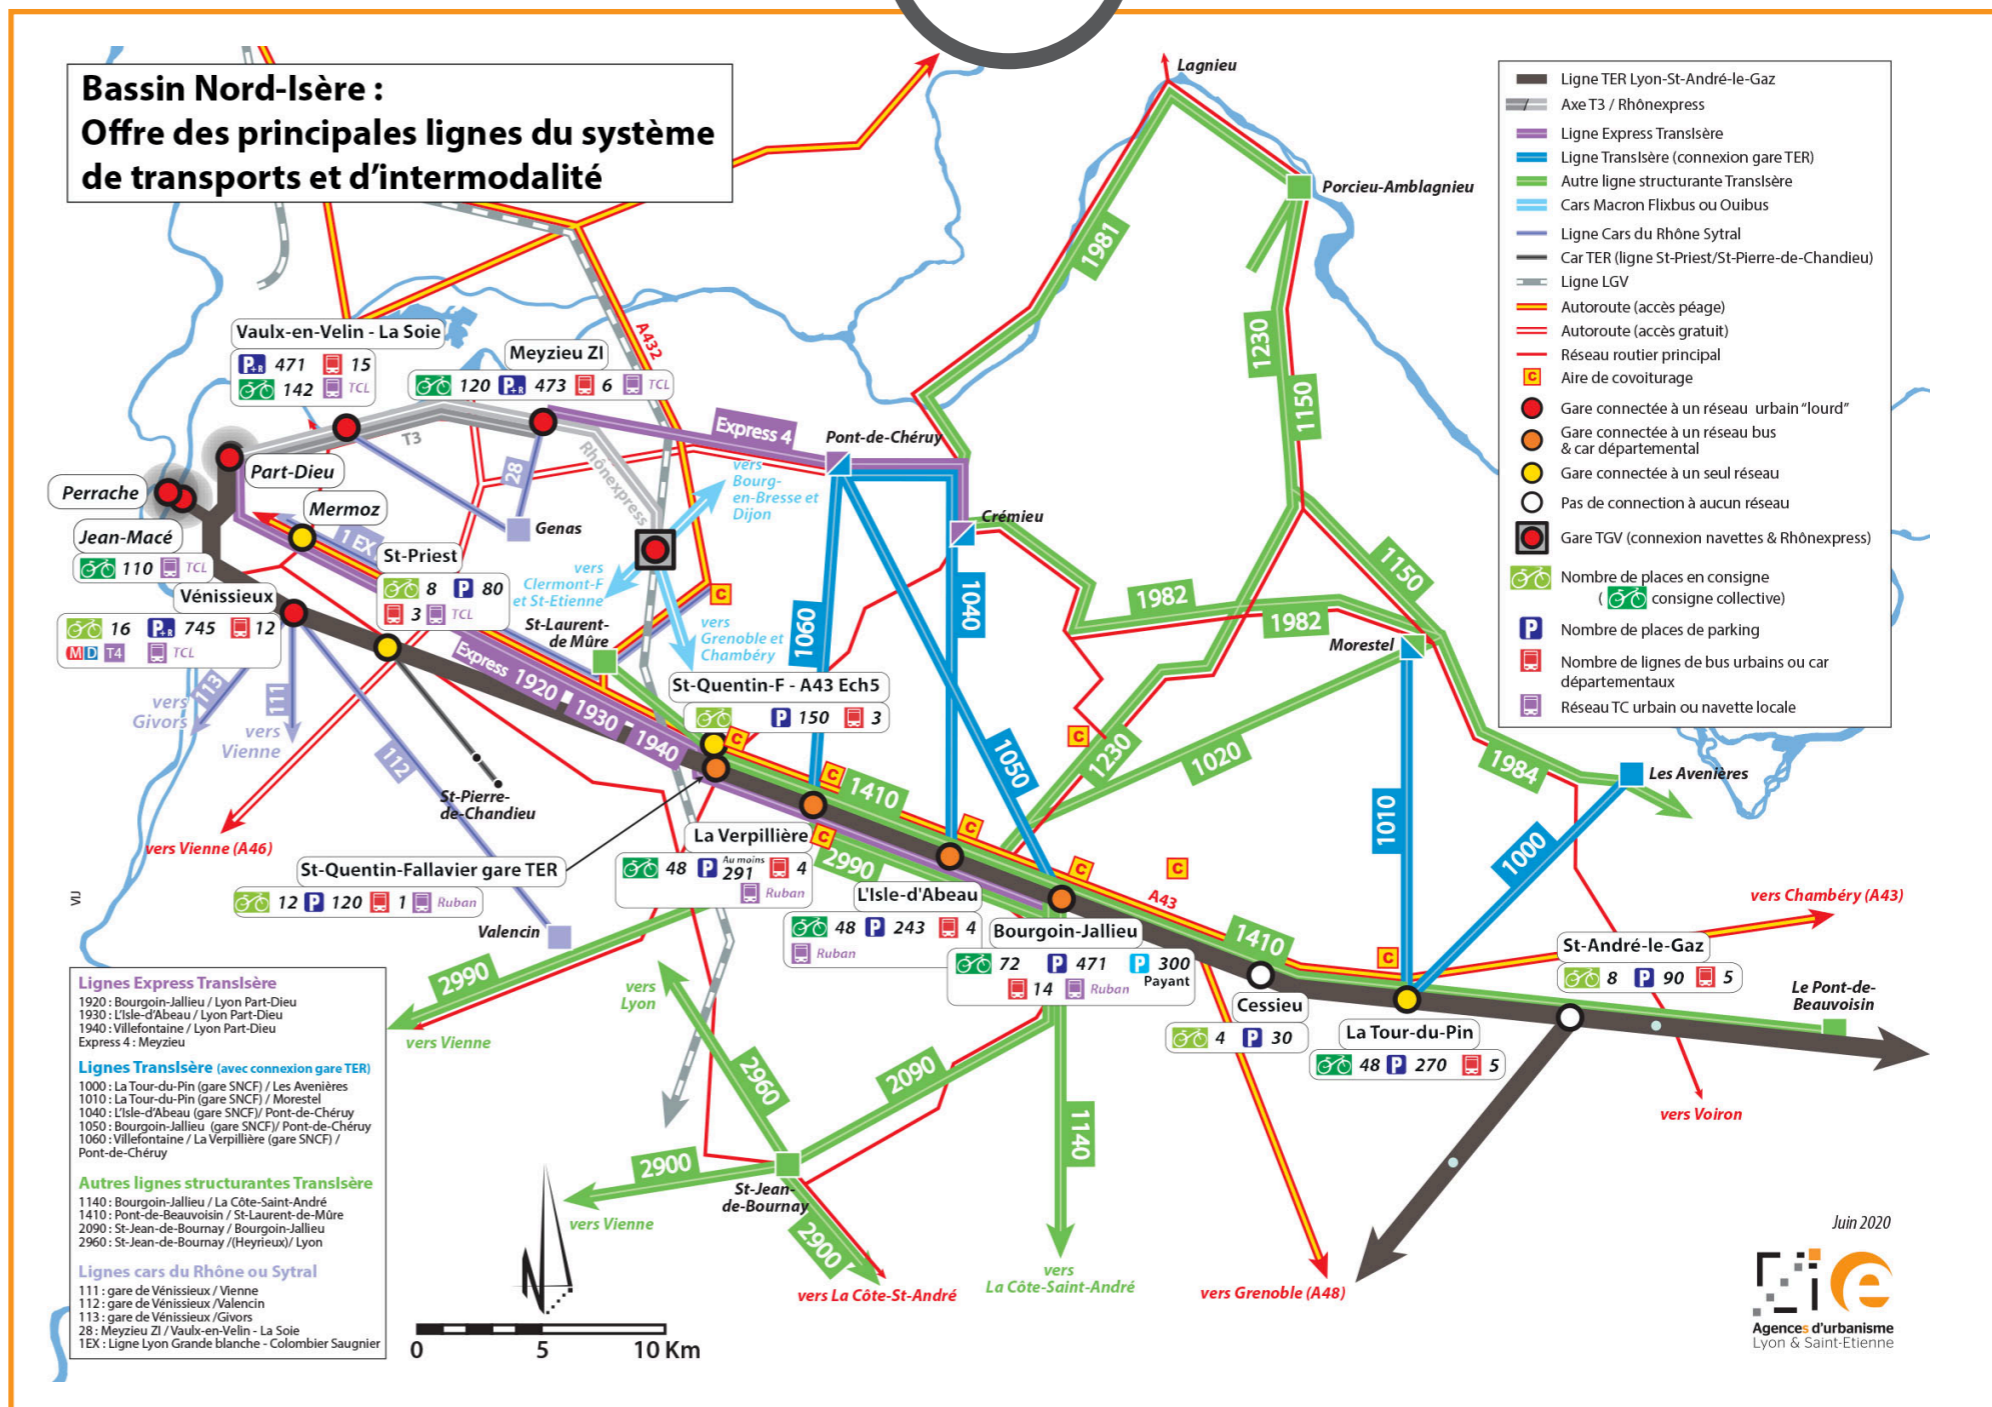 Bassin Nord-Isère :
Offre des principales lignes du système
de transports et d'intermodalité
Lagnieu
Porcieu-Amblagnieu
Ligne TER Lyon-St-André-le-Gaz
Axe T3 / Rhônexpress
Ligne Express TransIsère
Ligne TransIsère (connexion gare TER)
Autre ligne structurante TransIsère
Cars Macron Flixbus ou Ouibus
Ligne Cars du Rhône Sytral
Car TER (ligne St-Priest/St-Pierre-de-Chandieu)
Ligne LGV
Autoroute (accès péage)
Autoroute (accès gratuit)
Réseau routier principal
C Aire de covoiturage
Gare connectée à un réseau urbain "lourd"
Gare connectée à un réseau bus
& car départemental
Gare connectée à un seul réseau
Pas de connection à aucun réseau
Gare TGV (connexion navettes & Rhônexpress)
Nombre de places en consigne
( consigne collective)
P Nombre de places de parking
Nombre de lignes de bus urbains ou car
départementaux
Réseau TC urbain ou navette locale
1981
1230
1150
A432
Vaulx-en-Velin - La Soie
P+R 471 15
142 TCL
Meyzieu ZI
120 P+R 473 6 TCL
T3
Express 4
Pont-de-Chéruy
Rhônexpress
28
Part-Dieu
Perrache
Mermoz
Jean-Macé
110 TCL
1 EX
Genas
vers
Bourg-
en-Bresse et
Dijon
Crémieu
St-Priest
8 P 80
3 TCL
vers
Clermont-F
et St-Etienne
C
Vénissieux
16 P+R 745 12
M D T4 TCL
St-Laurent-
de Mûre
vers
Grenoble et
Chambéry
1060
1040
1982
1982
1150
Morestel
113
vers
Givors
111
vers
Vienne
112
Express 1920
1930
1940
St-Quentin-F - A43 Ech5
P 150 3
C
C
C
1050
1230
1020
1984
Les Avenières
St-Pierre-
de-Chandieu
1410
1010
1000
vers Vienne (A46)
La Verpillière
48 P Au moins
291 4
Ruban
C
2990
C
C
C
St-Quentin-Fallavier gare TER
12 P 120 1 Ruban
L'Isle-d'Abeau
48 P 243 4
Ruban
A43
vers Chambéry (A43)
VIJ
Valencin
Bourgoin-Jallieu
72 P 471 P 300
Payant
14 Ruban
1410
C
St-André-le-Gaz
8 P 90 5
2990
vers Vienne
vers
Lyon
Cessieu
4 P 30
La Tour-du-Pin
48 P 270 5
Le Pont-de-
Beauvoisin
2960
2090
1140
vers Voiron
2900
vers Vienne
St-Jean-
de-Bournay
2900
vers La Côte-St-André
vers
La Côte-Saint-André
vers Grenoble (A48)
Lignes Express TransIsère
1920 : Bourgoin-Jallieu / Lyon Part-Dieu
1930 : L'Isle-d'Abeau / Lyon Part-Dieu
1940 : Villefontaine / Lyon Part-Dieu
Express 4 : Meyzieu
Lignes TransIsère (avec connexion gare TER)
1000 : La Tour-du-Pin (gare SNCF) / Les Avenières
1010 : La Tour-du-Pin (gare SNCF) / Morestel
1040 : L'Isle-d'Abeau (gare SNCF)/ Pont-de-Chéruy
1050 : Bourgoin-Jallieu (gare SNCF)/ Pont-de-Chéruy
1060 : Villefontaine / La Verpillière (gare SNCF) /
Pont-de-Chéruy
Autres lignes structurantes TransIsère
1140 : Bourgoin-Jallieu / La Côte-Saint-André
1410 : Pont-de-Beauvoisin / St-Laurent-de-Mûre
2090 : St-Jean-de-Bournay / Bourgoin-Jallieu
2960 : St-Jean-de-Bournay /(Heyrieux)/ Lyon
Lignes cars du Rhône ou Sytral
111 : gare de Vénissieux / Vienne
112 : gare de Vénissieux /Valencin
113 : gare de Vénissieux /Givors
28 : Meyzieu ZI / Vaulx-en-Velin - La Soie
1EX : Ligne Lyon Grande blanche - Colombier Saugnier
N
0 5 10 Km
Juin 2020
Agences d'urbanisme
Lyon & Saint-Etienne